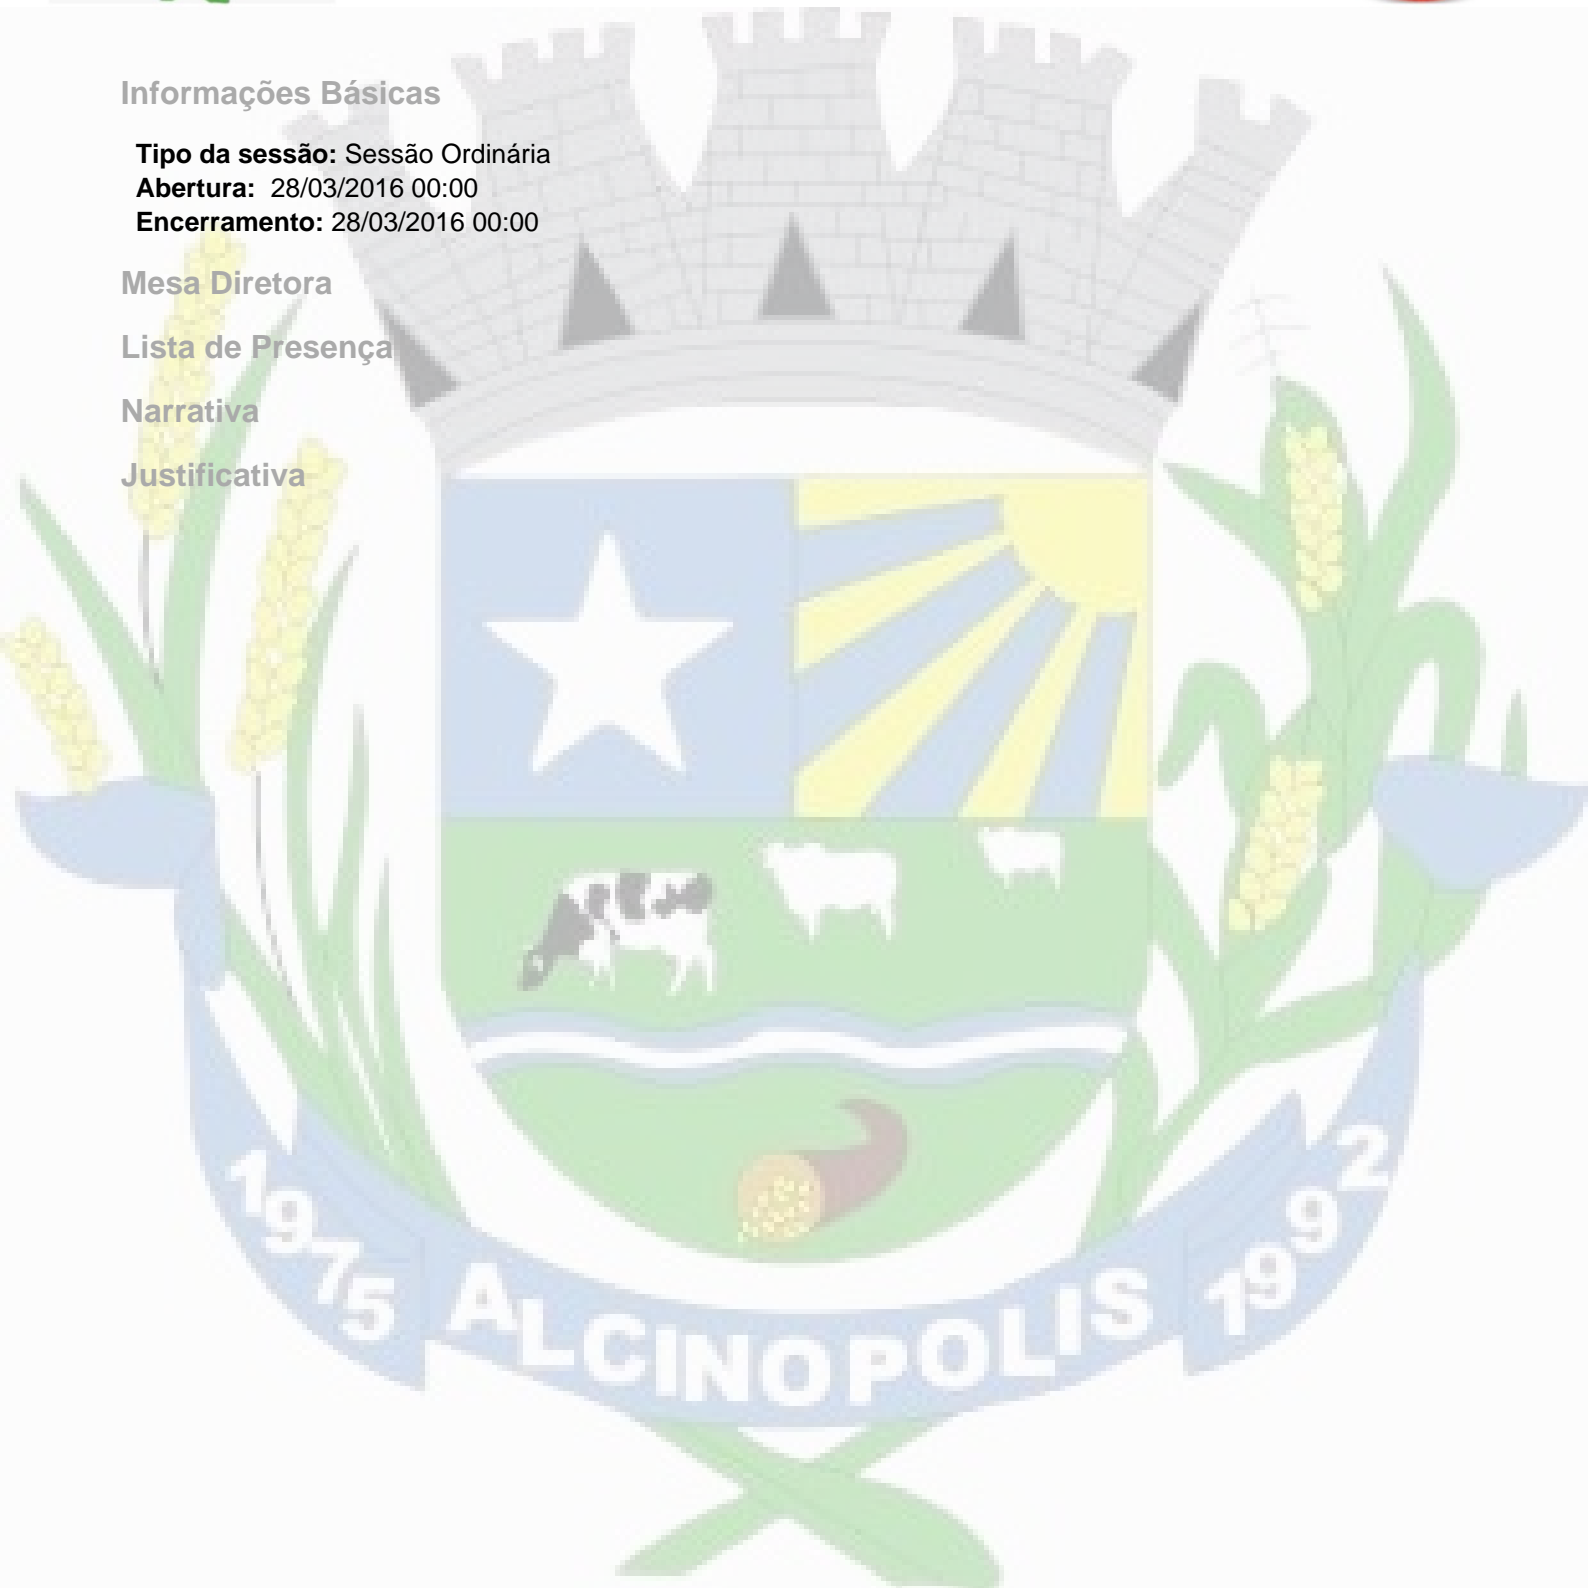 Informações Básicas
Tipo da sessão: Sessão Ordinária
Abertura: 28/03/2016 00:00
Encerramento: 28/03/2016 00:00
Mesa Diretora
Lista de Presença
Narrativa
Justificativa
1975 ALCINOPOLIS 1992